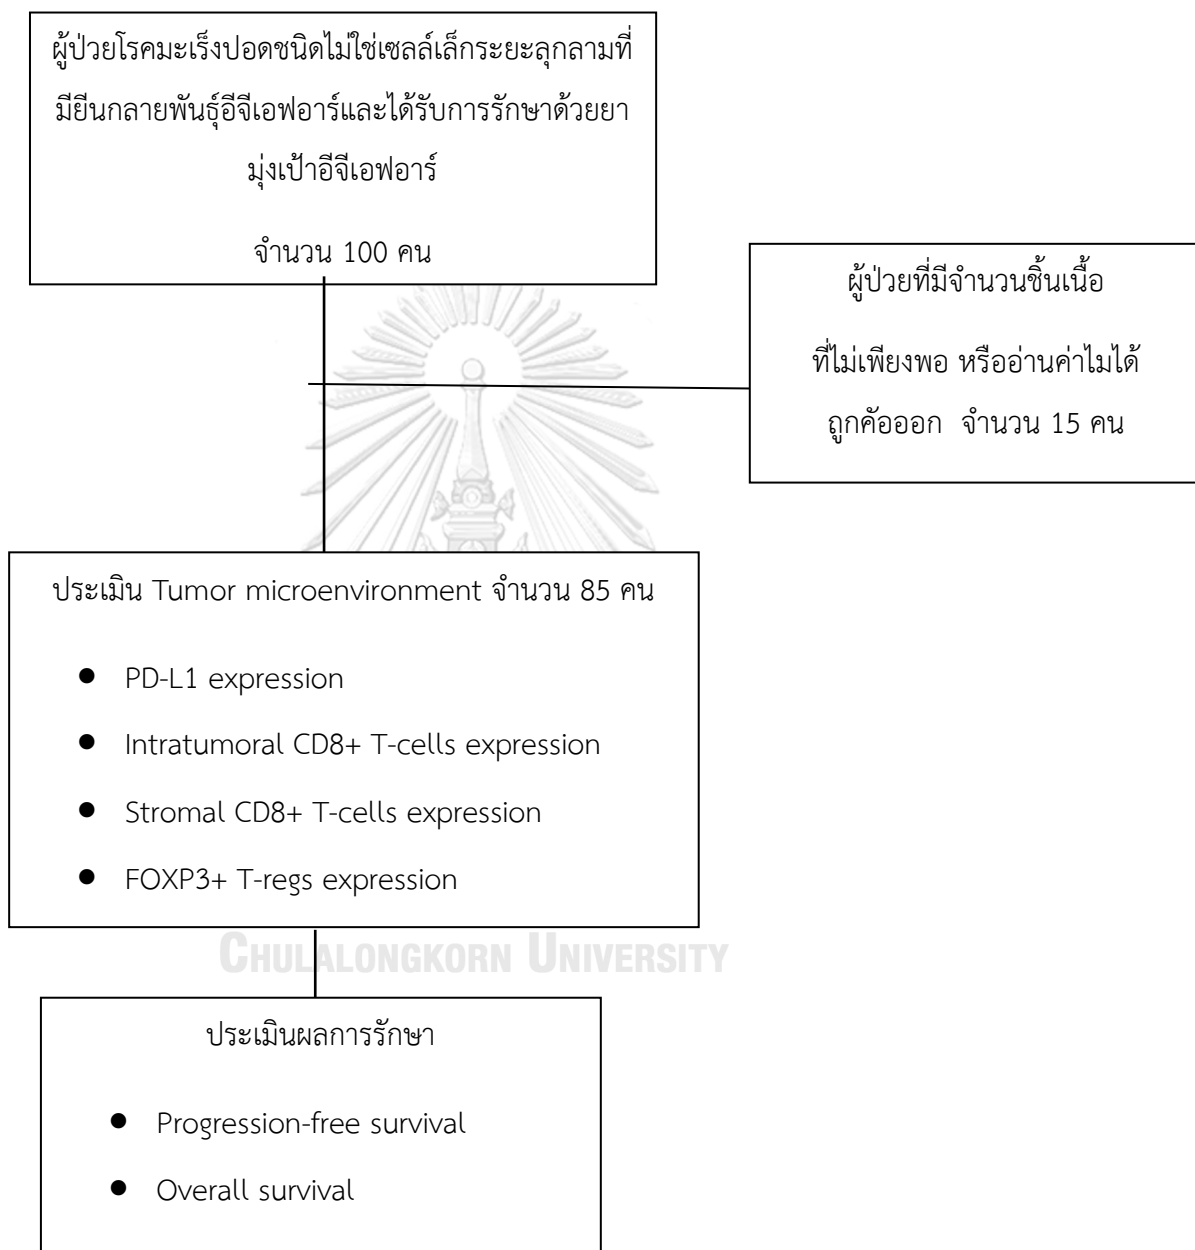 ผู้ป่วยโรคมะเร็งปอดชนิดไม่ใช่เซลล์เล็กระยะลุกลามที่
มียีนกลายพันธุ์อีจีเอฟอาร์และได้รับการรักษาด้วยยา
มุ่งเป้าอีจีเอฟอาร์
จำนวน 100 คน
ผู้ป่วยที่มีจำนวนชิ้นเนื้อ
ที่ไม่เพียงพอ หรืออ่านค่าไมได้
ถูกคัอออก จำนวน 15 คน
ประเมิน Tumor microenvironment จำนวน 85 คน
● PD-L1 expression
● Intratumoral CD8+ T-cells expression
● Stromal CD8+ T-cells expression
● FOXP3+ T-regs expression
CHULALONGKORN UNIVERSITY
ประเมินผลการรักษา
● Progression-free survival
● Overall survival